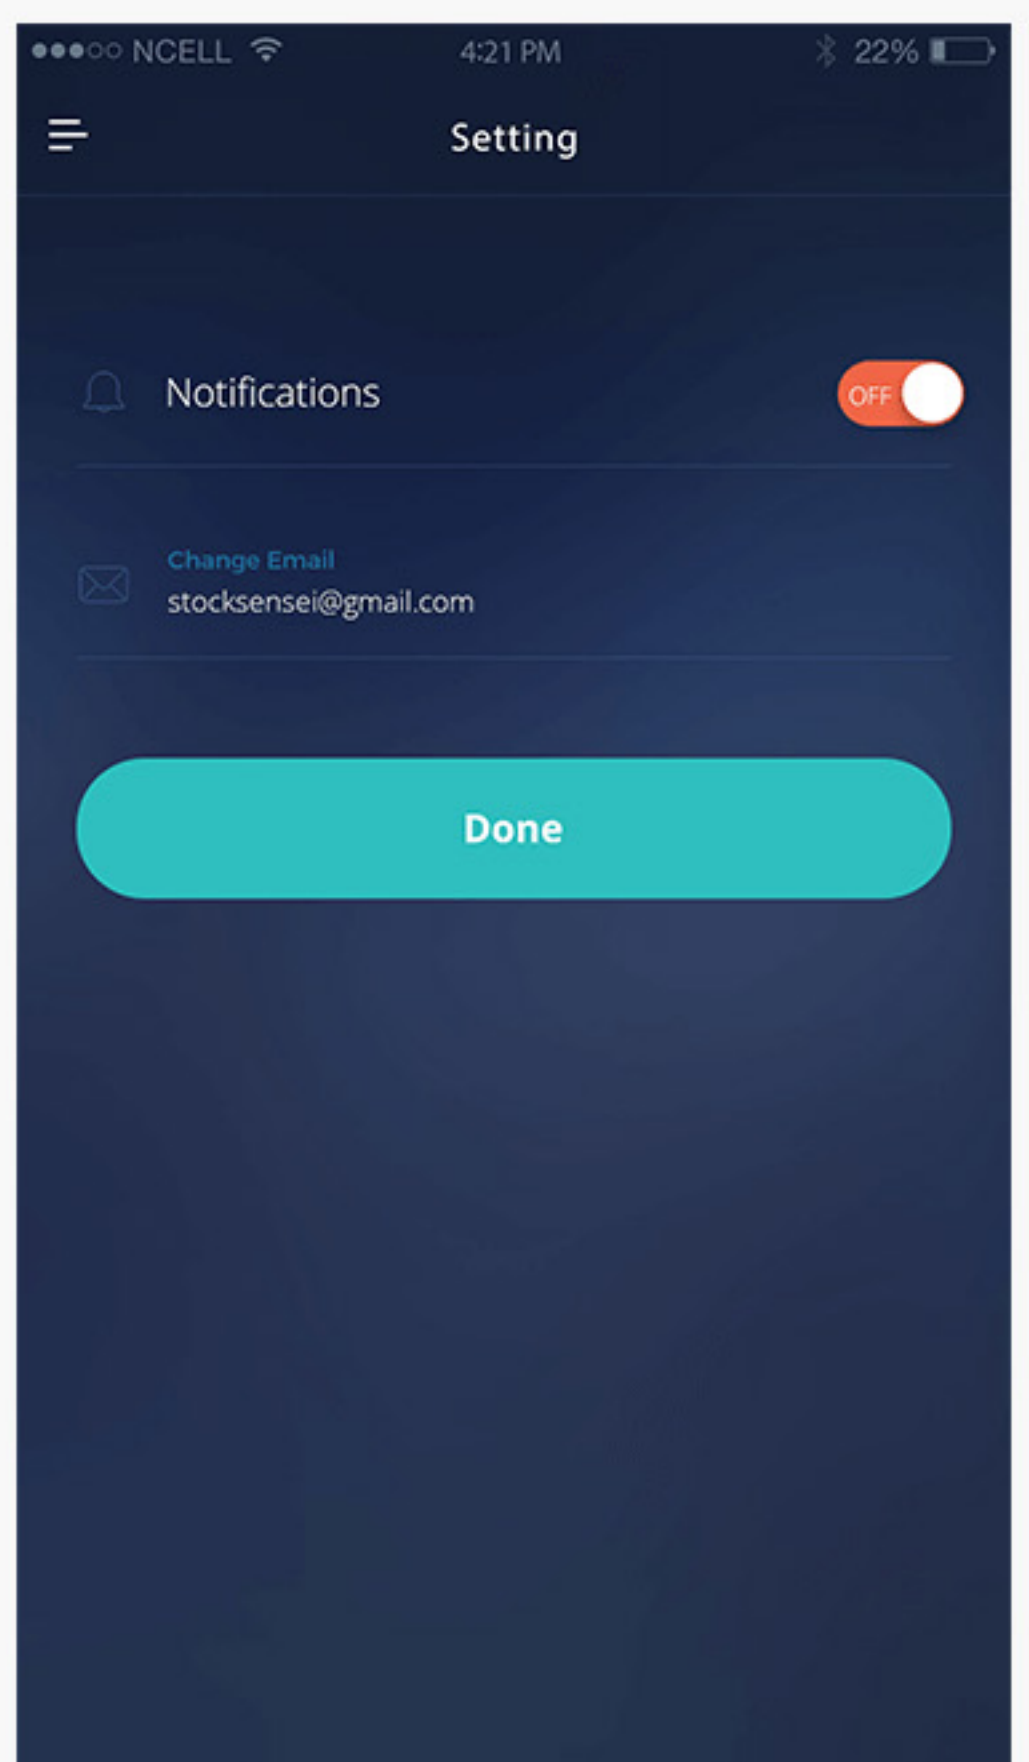 NCELL 4:21 PM 22%
Setting
Notifications OFF
Change Email
stocksensei@gmail.com
Done